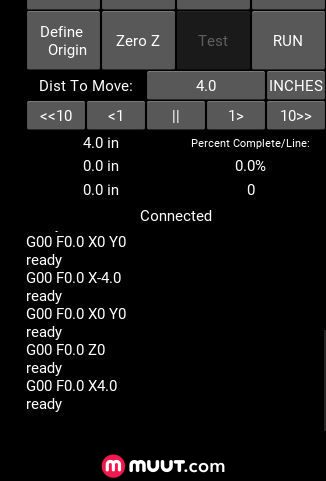 Define Origin
Zero Z
Test
RUN
Dist To Move:
4.0
INCHES
<<10
<1
||
1>
10>>
4.0 in
Percent Complete/Line:
0.0 in
0.0%
0.0 in
0
Connected
G00 F0.0 X0 Y0
ready
G00 F0.0 X-4.0
ready
G00 F0.0 X0 Y0
ready
G00 F0.0 Z0
ready
G00 F0.0 X4.0
ready
muut.com